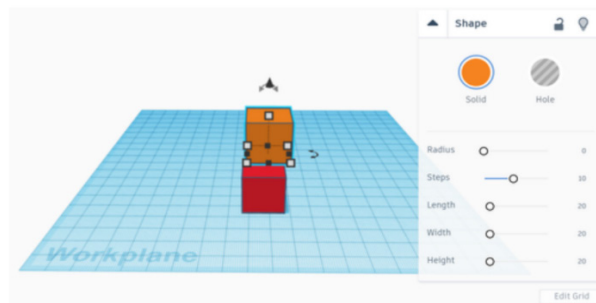 Shape
Solid
Hole
Radius 0
Steps 10
Length 20
Width 20
Height 20
Workplane
Edit Grid